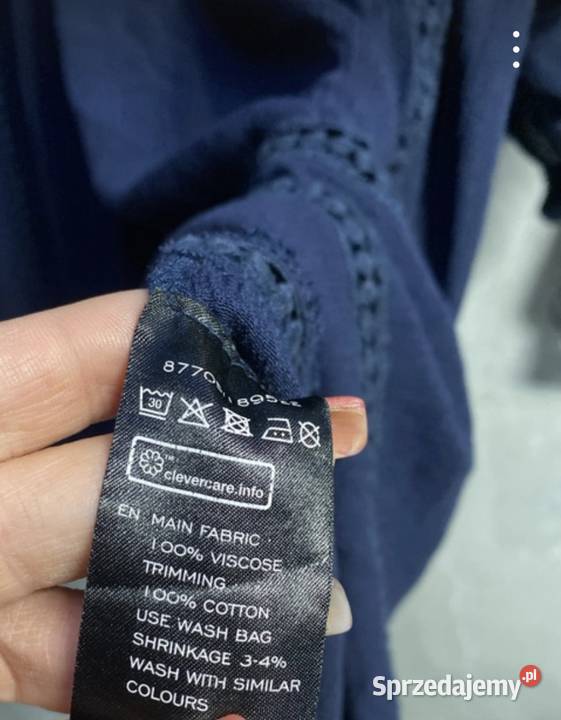 30
clevercare.info
EN MAIN FABRIC
100% VISCOSE
TRIMMING
100% COTTON
USE WASH BAG
SHRINKAGE 3-4%
WASH WITH SIMILAR
COLOURS
Sprzedajemy.pl